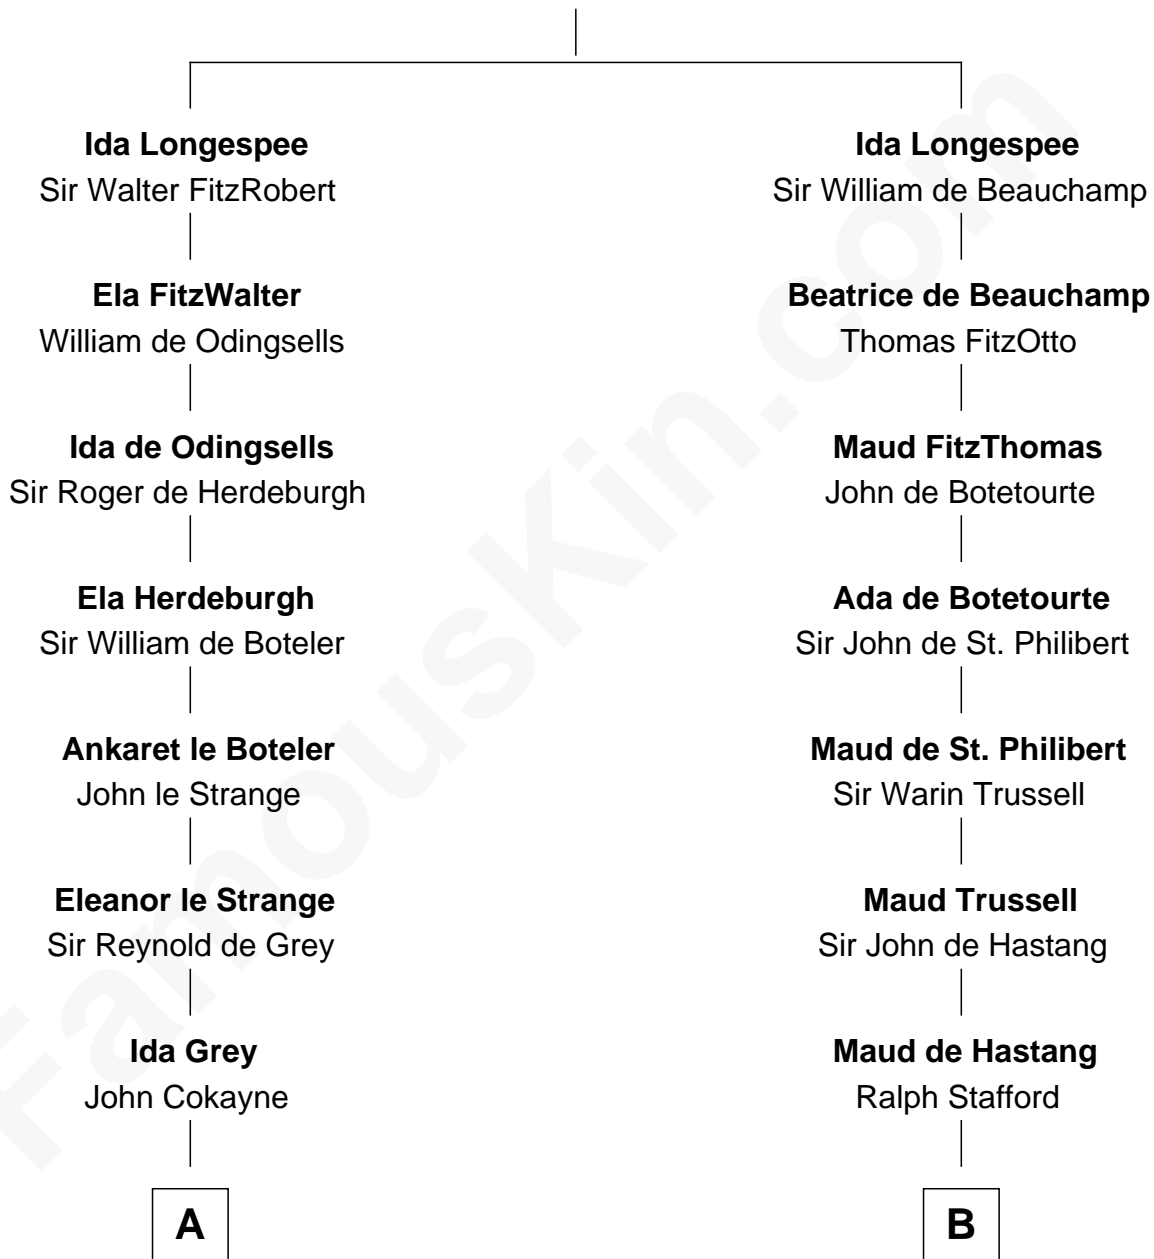 Ida Longespee
Sir Walter FitzRobert
Ida Longespee
Sir William de Beauchamp
Ela FitzWalter
William de Odingsells
Beatrice de Beauchamp
Thomas FitzOtto
Ida de Odingsells
Sir Roger de Herdeburgh
Maud FitzThomas
John de Botetourte
Ela Herdeburgh
Sir William de Boteler
Ada de Botetourte
Sir John de St. Philibert
Ankaret le Boteler
John le Strange
Maud de St. Philibert
Sir Warin Trussell
Eleanor le Strange
Sir Reynold de Grey
Maud Trussell
Sir John de Hastang
Ida Grey
John Cokayne
Maud de Hastang
Ralph Stafford
A
B
FamousKin.com